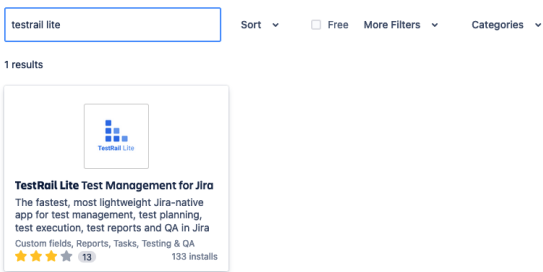 testrail lite
Sort Free More Filters Categories
1 results
TestRail Lite
TestRail Lite Test Management for Jira
The fastest, most lightweight Jira-native
app for test management, test planning,
test execution, test reports and QA in Jira
Custom fields, Reports, Tasks, Testing & QA
13 133 installs